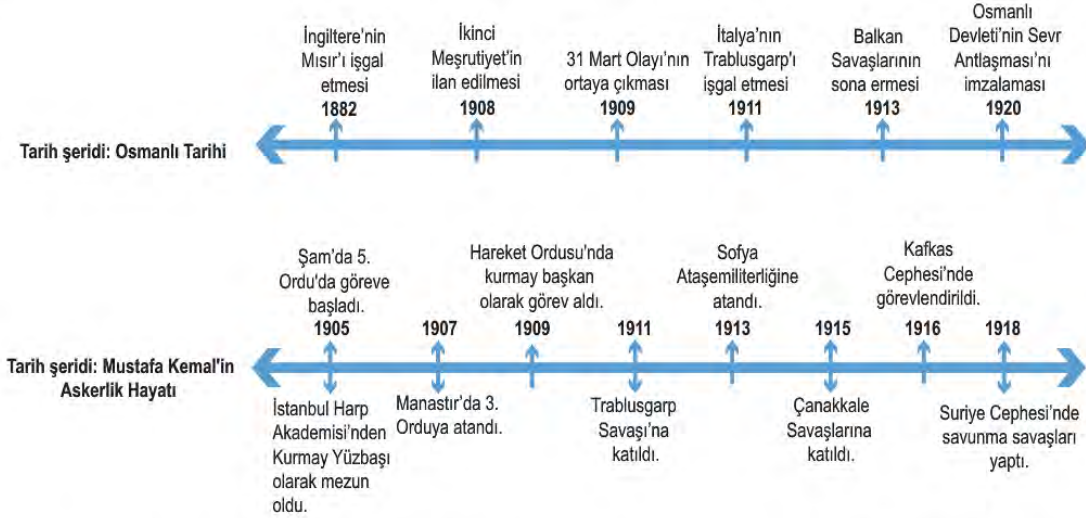 İngiltere'nin
Mısır'ı işgal
etmesi
1882
İkinci
Meşrutiyet'in
ilan edilmesi
1908
31 Mart Olayı'nın
ortaya çıkması
1909
İtalya'nın
Trablusgarp'ı
işgal etmesi
1911
Balkan
Savaşlarının
sona ermesi
1913
Osmanlı
Devleti'nin Sevr
Antlaşması'nı
imzalaması
1920
Tarih şeridi: Osmanlı Tarihi
Şam'da 5.
Ordu'da göreve
başladı.
1905
1907
Hareket Ordusu'nda
kurmay başkan
olarak görev aldı.
1909
1911
Sofya
Ataşemiliterliğine
atandı.
1913
1915
Kafkas
Cephesi'nde
görevlendirildi.
1916
1918
Tarih şeridi: Mustafa Kemal'in
Askerlik Hayatı
İstanbul Harp
Akademisi'nden
Kurmay Yüzbaşı
olarak mezun
oldu.
Manastır'da 3.
Orduya atandı.
Trablusgarp
Savaşı'na
katıldı.
Çanakkale
Savaşlarına
katıldı.
Suriye Cephesi'nde
savunma savaşları
yaptı.